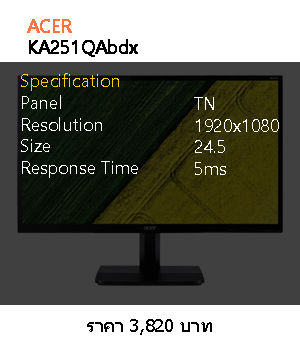 ACER
KA251QAbdx
Specification
Panel TN
Resolution 1920x1080
Size 24.5
Response Time 5ms
acer
ราคา 3,820 บาท